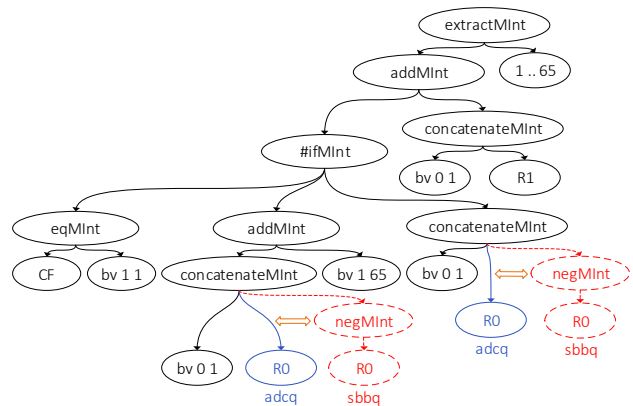 extractMInt
addMInt
1 .. 65
#ifMInt
concatenateMInt
bv 0 1
R1
eqMInt
addMInt
concatenateMInt
CF
bv 1 1
concatenateMInt
bv 1 65
bv 0 1
negMInt
R0
adcq
R0
sbbq
negMInt
bv 0 1
R0
adcq
R0
sbbq